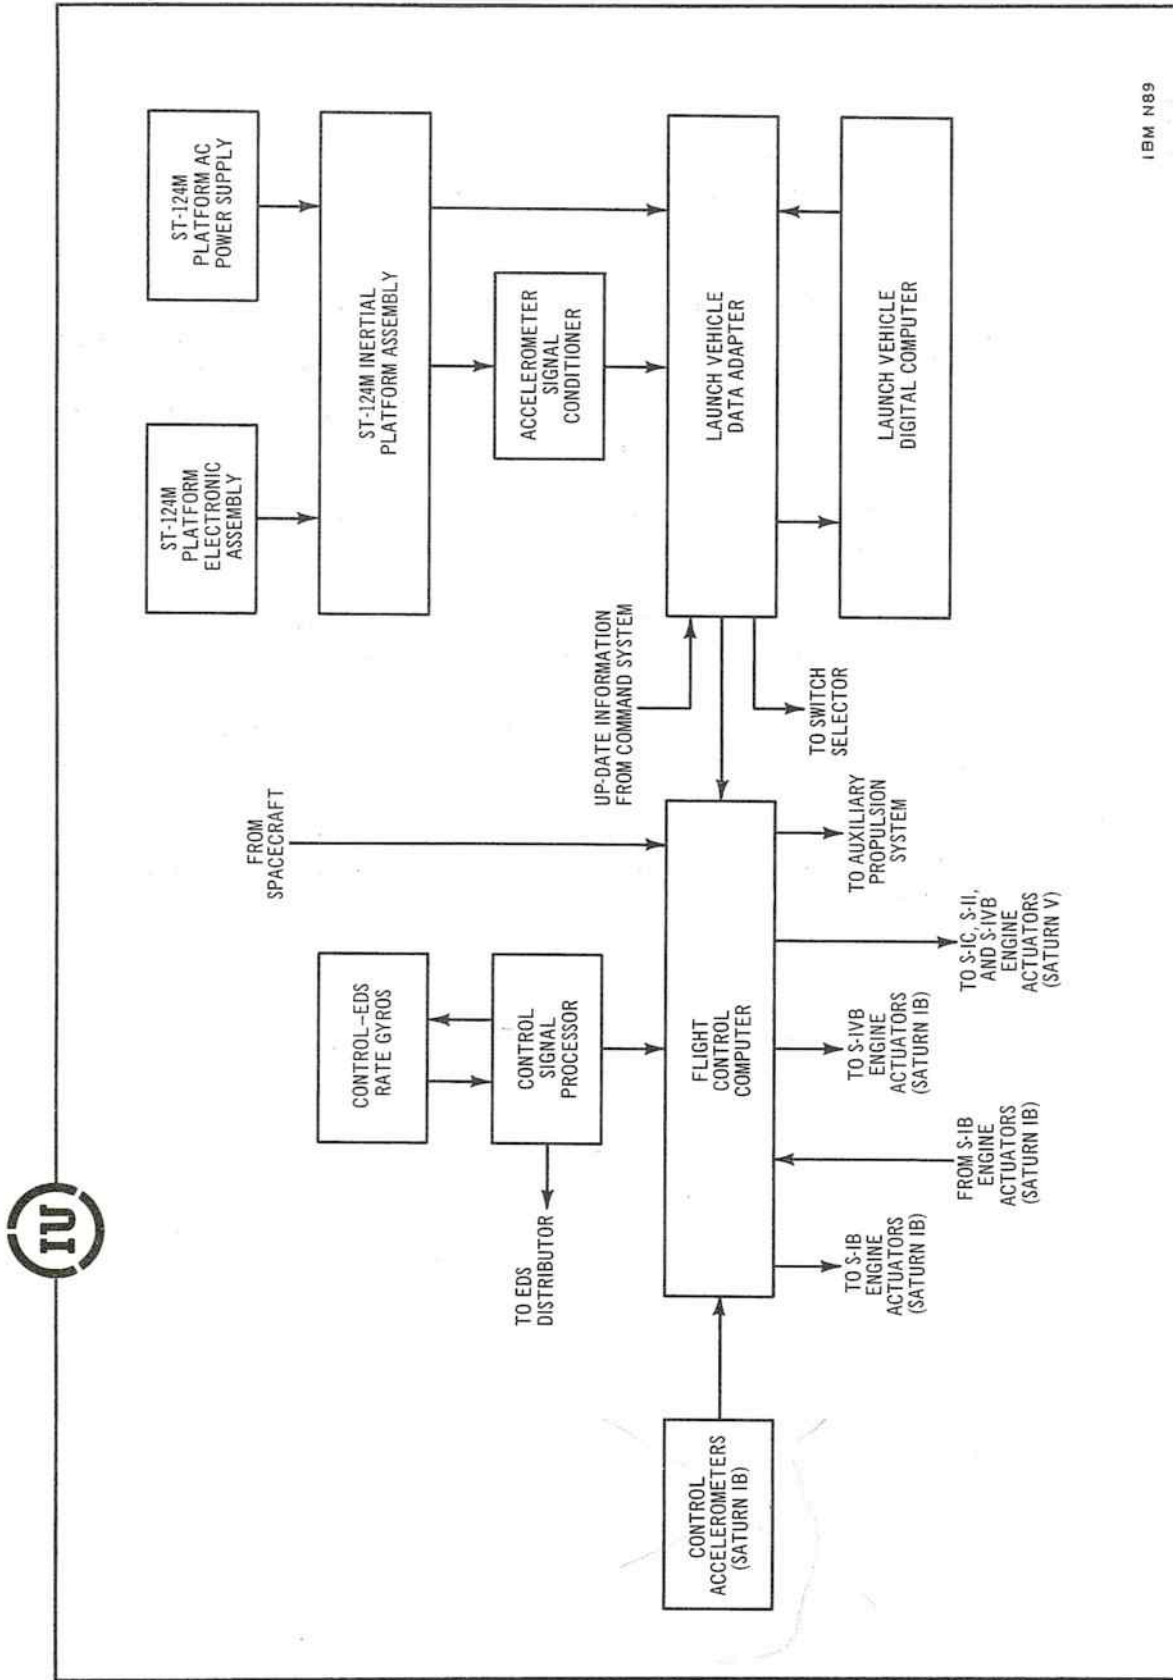 IU
ST-124M
PLATFORM
ELECTRONIC
ASSEMBLY
ST-124M
PLATFORM AC
POWER SUPPLY
FROM
SPACECRAFT
CONTROL-EDS
RATE GYROS
ST-124M INERTIAL
PLATFORM ASSEMBLY
TO EDS
DISTRIBUTOR
CONTROL
SIGNAL
PROCESSOR
ACCELEROMETER
SIGNAL
CONDITIONER
UP-DATE INFORMATION
FROM COMMAND SYSTEM
CONTROL
ACCELEROMETERS
(SATURN IB)
FLIGHT
CONTROL
COMPUTER
LAUNCH VEHICLE
DATA ADAPTER
TO SWITCH
SELECTOR
TO S-IB
ENGINE
ACTUATORS
(SATURN IB)
FROM S-IB
ENGINE
ACTUATORS
(SATURN IB)
TO S-IVB
ENGINE
ACTUATORS
(SATURN IB)
TO S-IC, S-II,
AND S-IVB
ENGINE
ACTUATORS
(SATURN V)
TO AUXILIARY
PROPULSION
SYSTEM
LAUNCH VEHICLE
DIGITAL COMPUTER
IBM N89